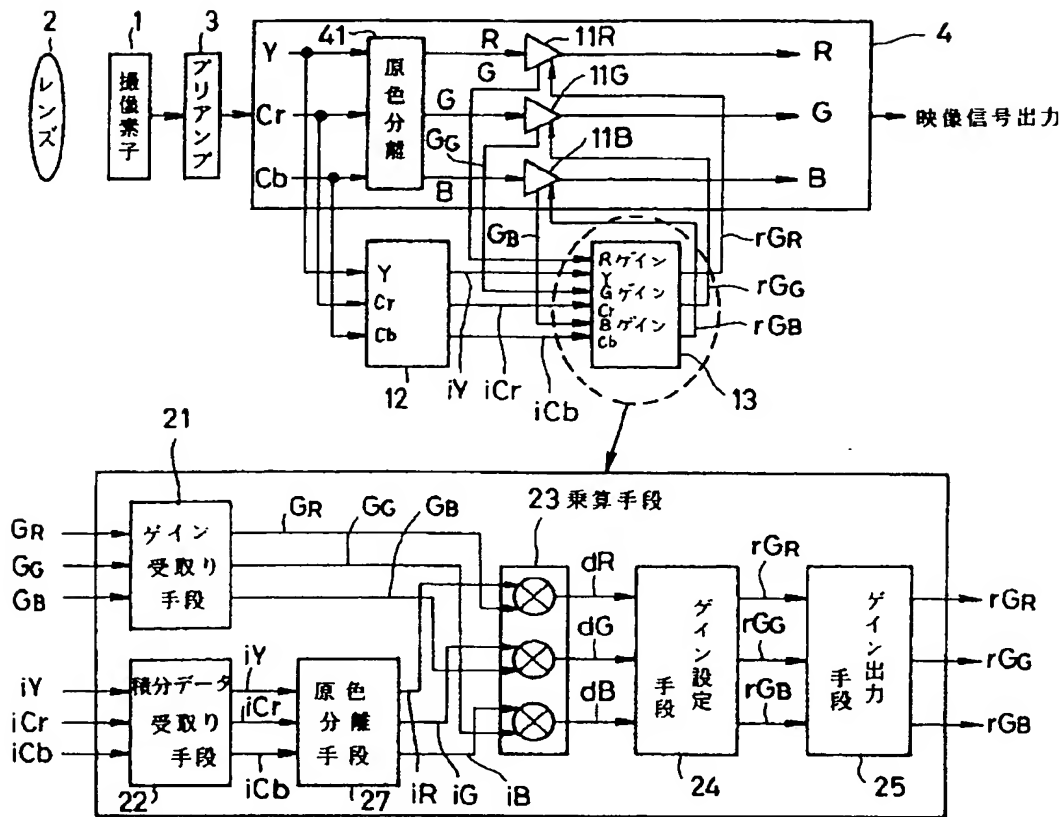 2
1
3
41
4
レンズ
撮像素子
プリアンプ
Y
Cr
Cb
原色分離
R
G
G
GG
B
GB
11R
11G
11B
R
G
B
映像信号出力
Y
Cr
Cb
12
iY
iCr
iCb
Rゲイン
Y
Gゲイン
Cr
Bゲイン
Cb
13
rGR
rGG
rGB
21
GR
GG
GB
ゲイン
受取り
手段
GR
GG
GB
23 乗算手段
iY
iCr
iCb
積分データ
受取り
手段
22
iY
iCr
iCb
原色
分離
手段
27
iR
iG
iB
dR
dG
dB
ゲイン設定
手段
24
rGR
rGG
rGB
ゲイン出力
手段
25
rGR
rGG
rGB